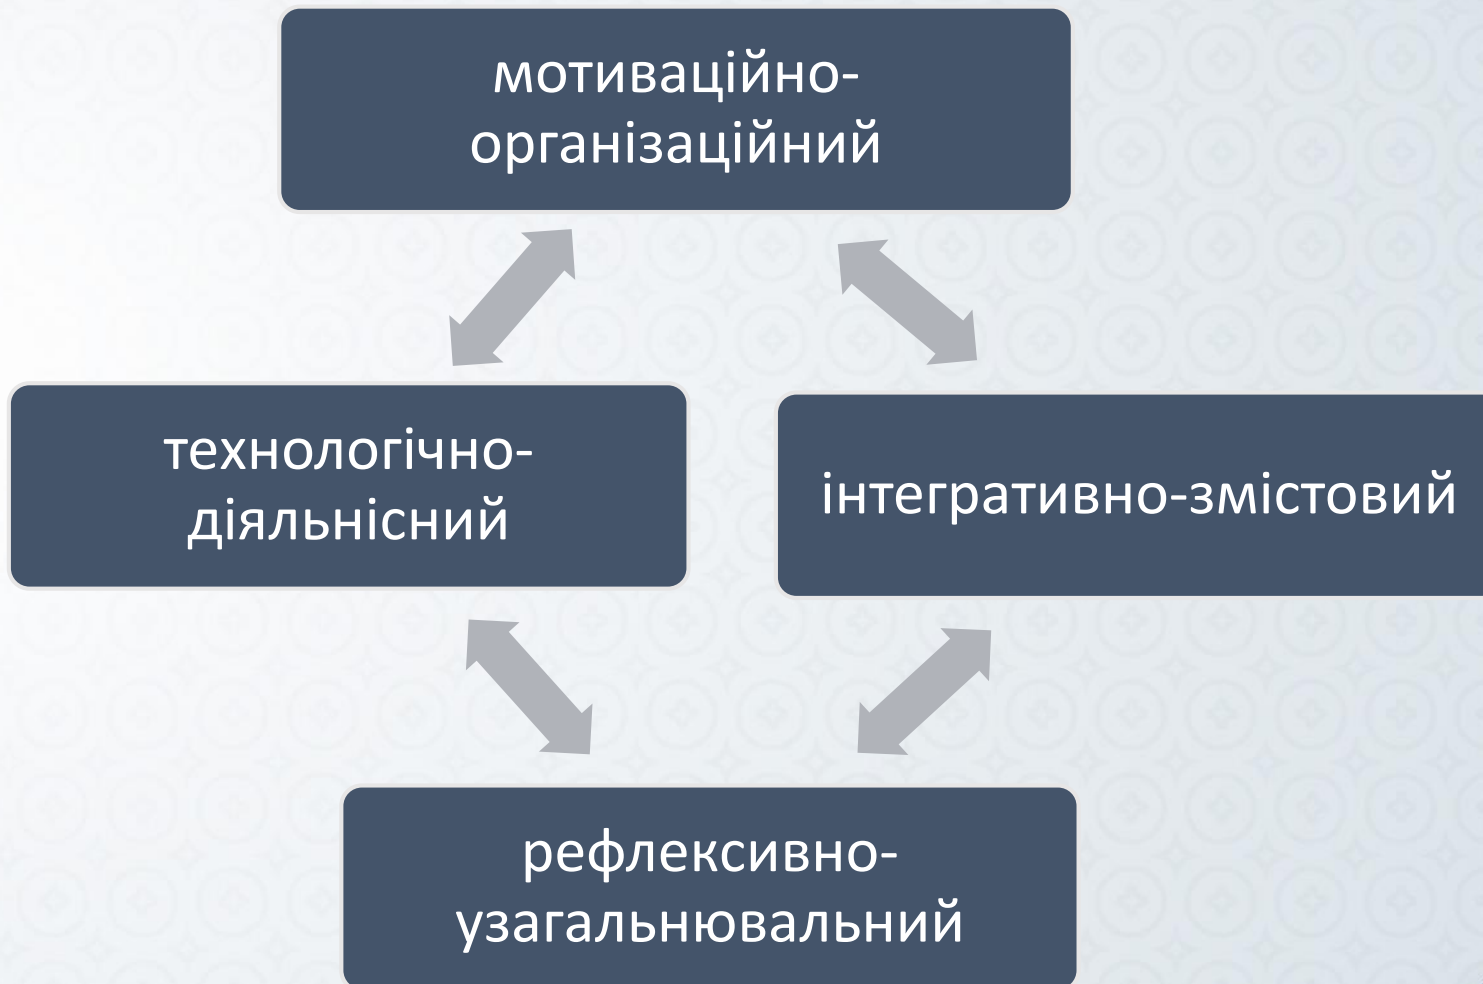 мотиваційно-
організаційний
технологічно-
діяльнісний
інтегративно-змістовий
рефлексивно-
узагальнювальний